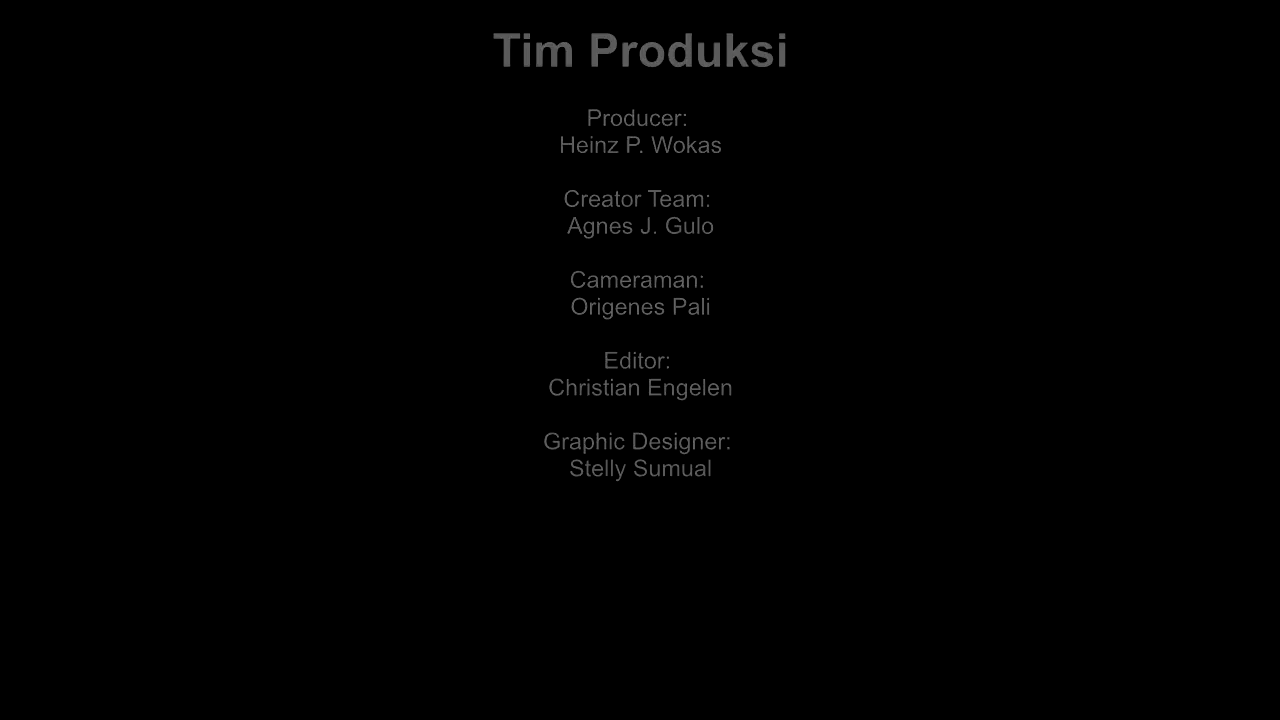 Tim Produksi
Producer:
Heinz P. Wokas
Creator Team:
Agnes J. Gulo
Cameraman:
Origenes Pali
Editor:
Christian Engelen
Graphic Designer:
Stelly Sumual